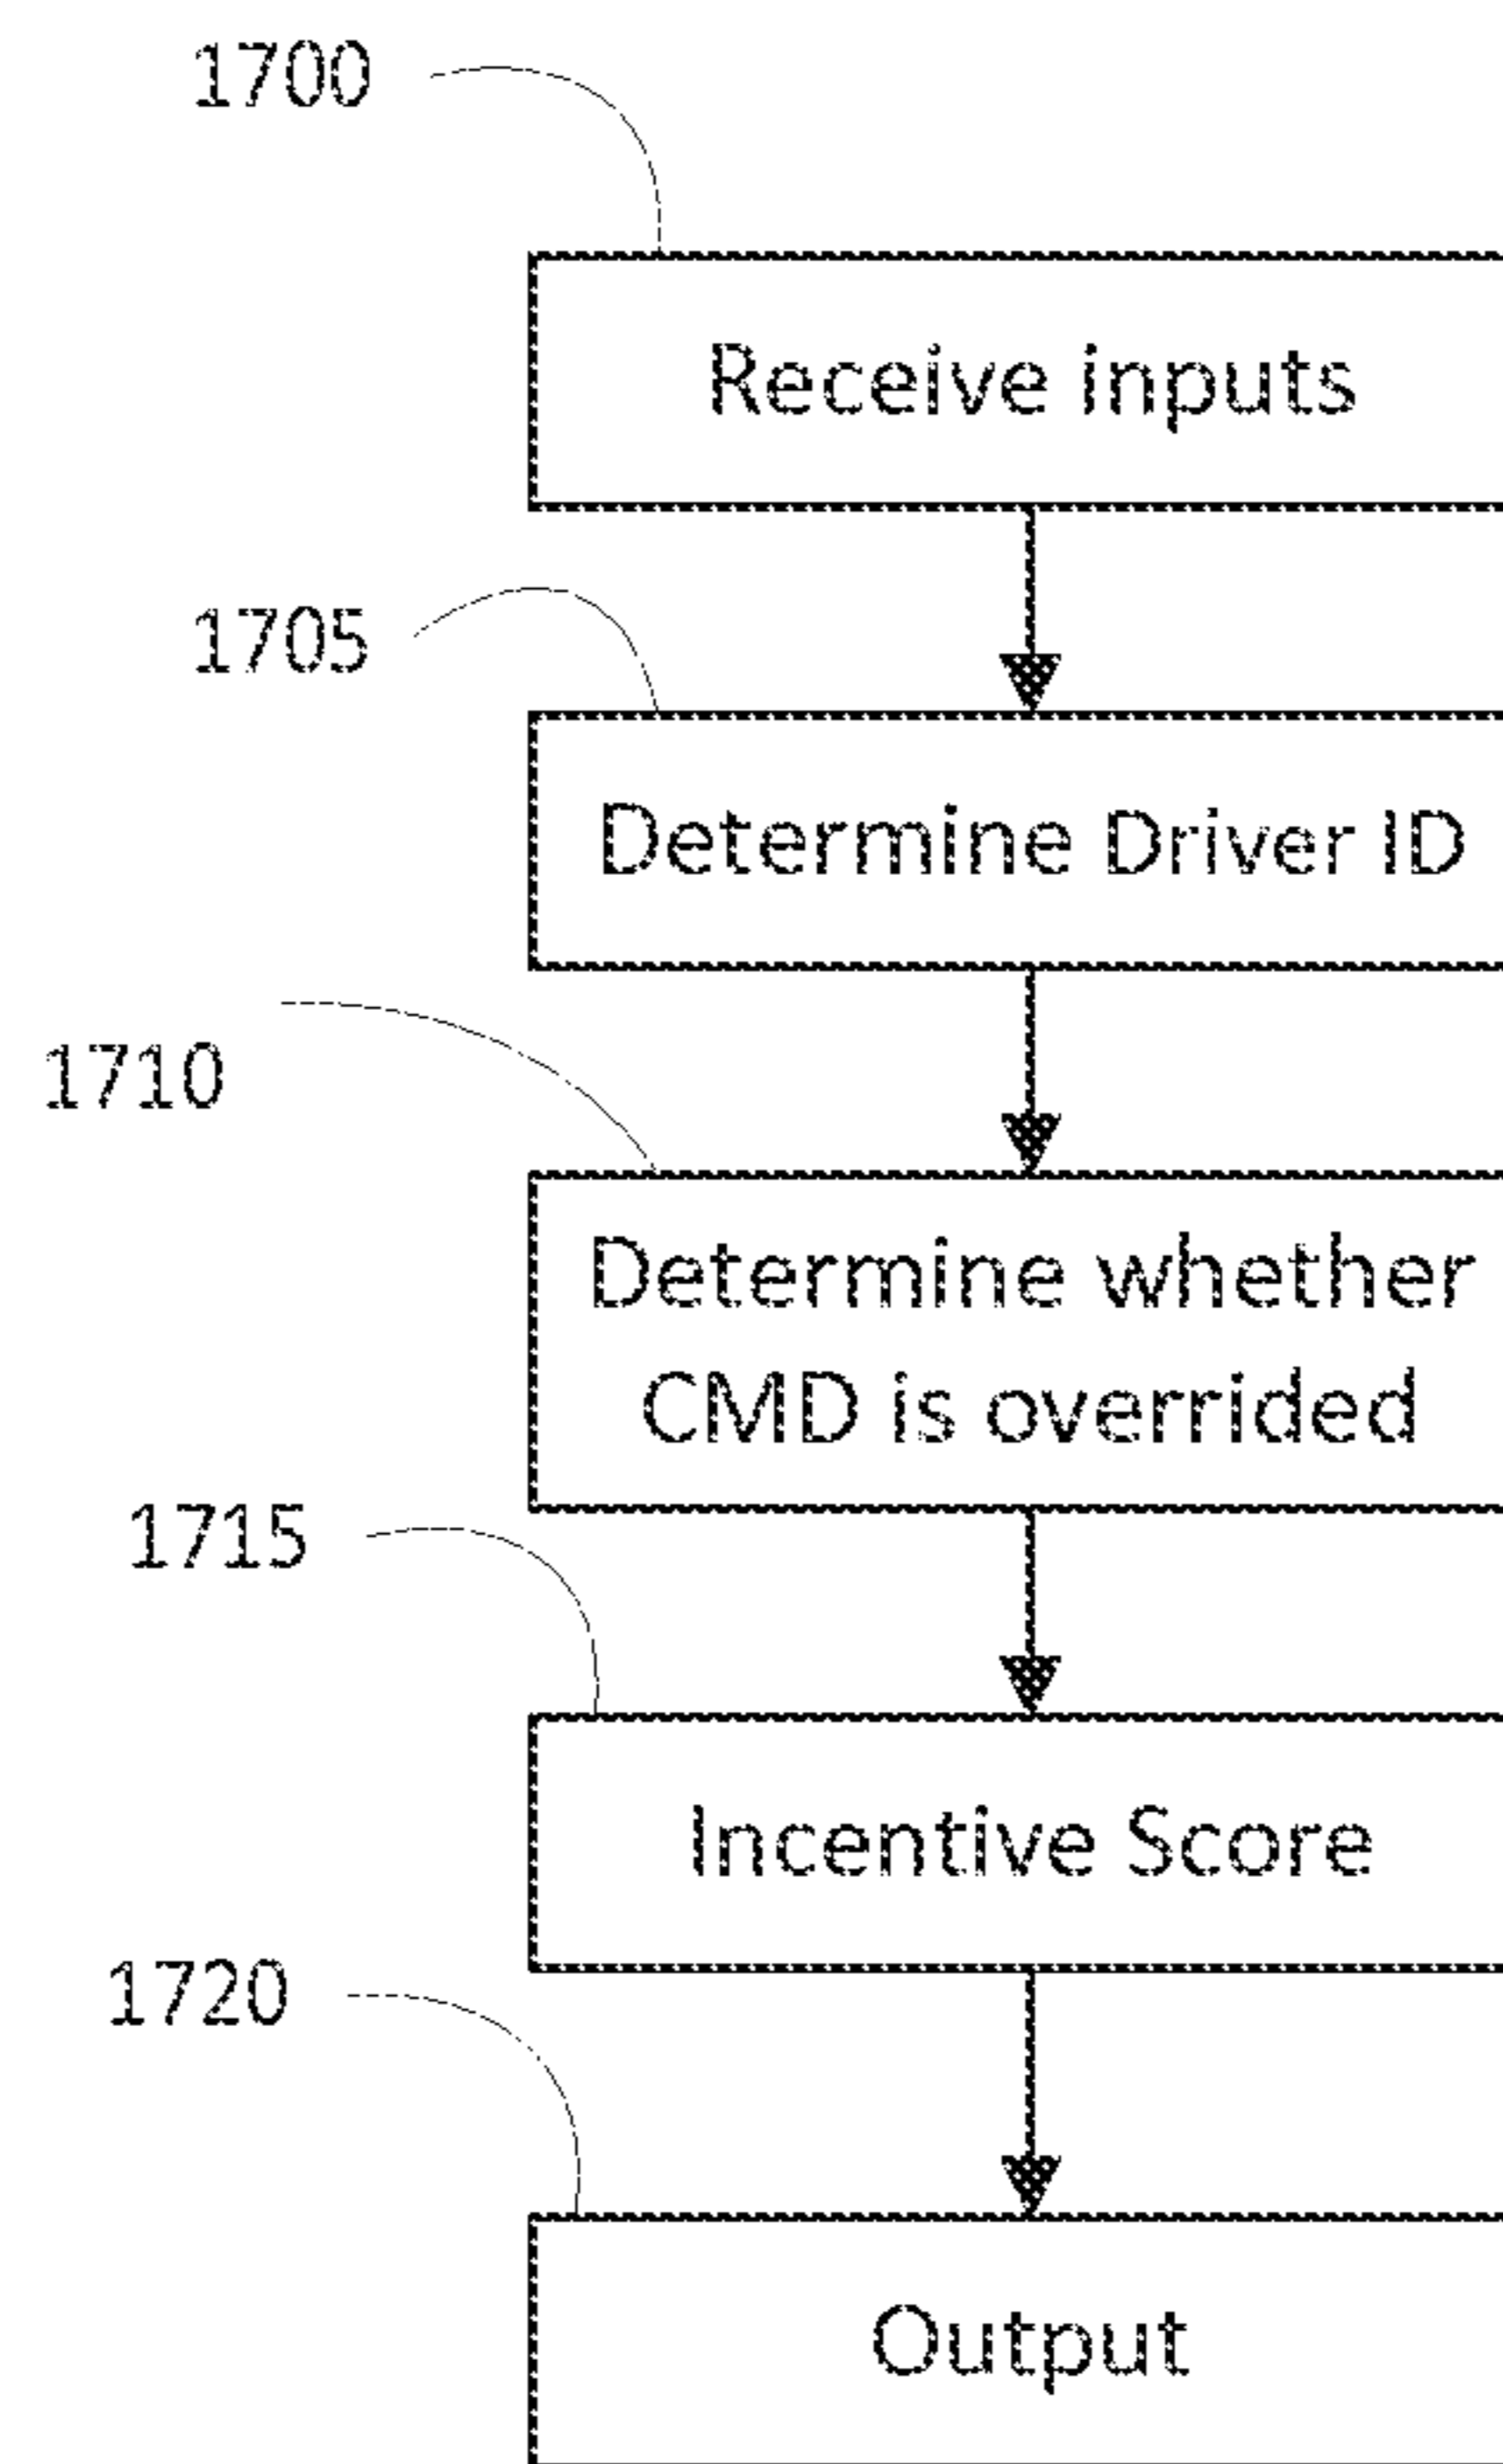 1700
Receive inputs
1705
Determine Driver ID
1710
Determine whether
CMD is overrided
1715
Incentive Score
1720
Output